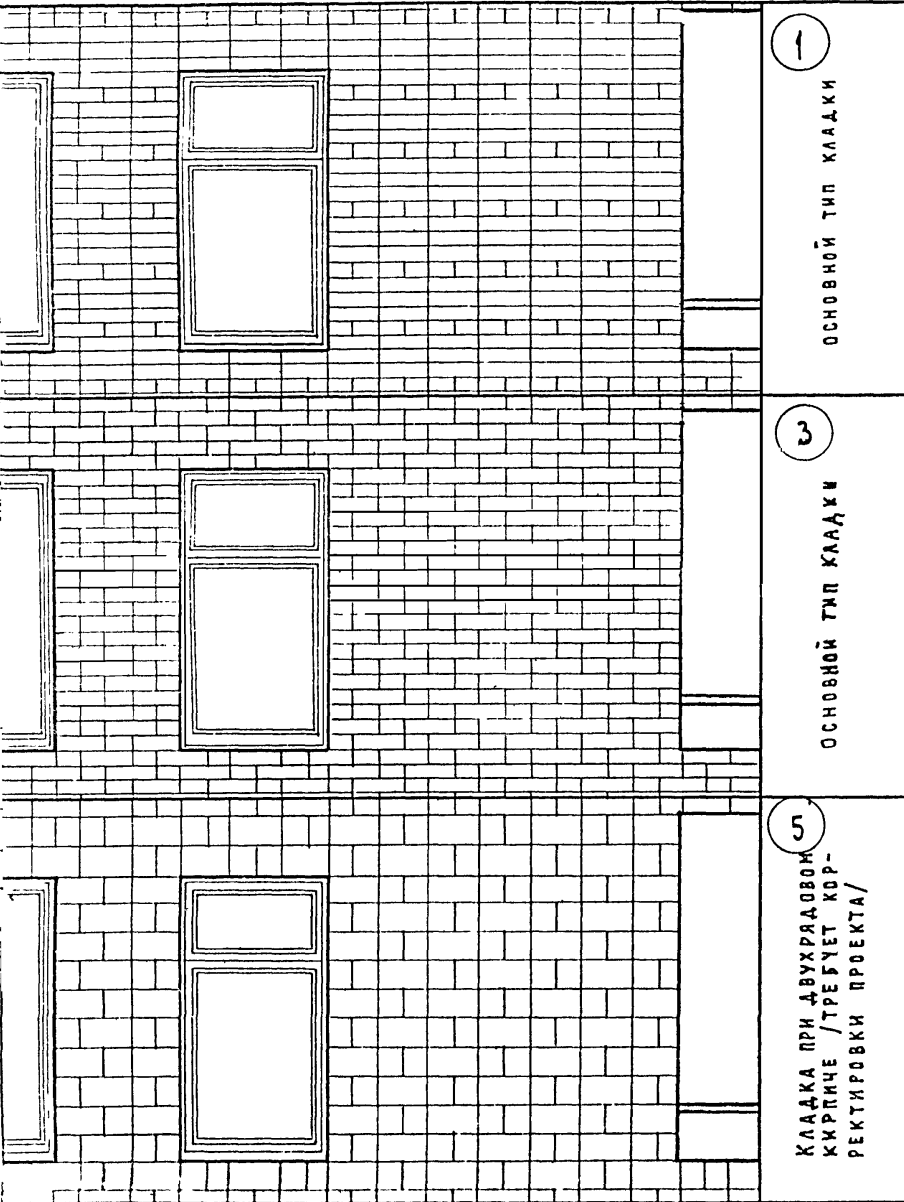 1
ОСНОВНОЙ ТИП КЛАДКИ
3
ОСНОВНОЙ ТИП КЛАДКИ
5
КЛАДКА ПРИ ДВУХРЯДОВОМ
КИРПИЧЕ /ТРЕБУЕТ КОР-
РЕКТИРОВКИ ПРОЕКТА/